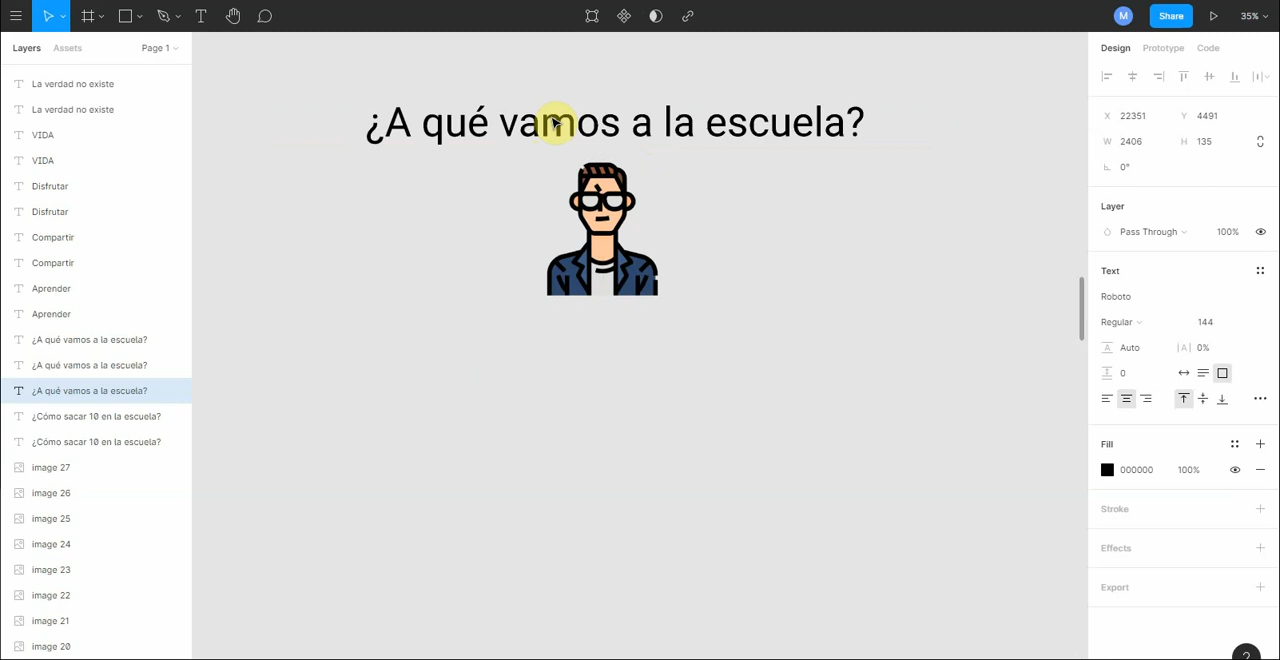 M
Share
35%
Layers
Assets
Page 1
Design
Prototype
Code
La verdad no existe
La verdad no existe
VIDA
VIDA
Disfrutar
Disfrutar
Compartir
Compartir
Aprender
Aprender
¿A qué vamos a la escuela?
¿A qué vamos a la escuela?
¿A qué vamos a la escuela?
¿Cómo sacar 10 en la escuela?
¿Cómo sacar 10 en la escuela?
image 27
image 26
image 25
image 24
image 23
image 22
image 21
image 20
¿A qué vamos a la escuela?
X 22351 Y 4491
W 2406 H 135
0°
Layer
Pass Through 100%
Text
Roboto
Regular 144
A Auto |A| 0%
0
Fill
000000 100%
Stroke
Effects
Export
?